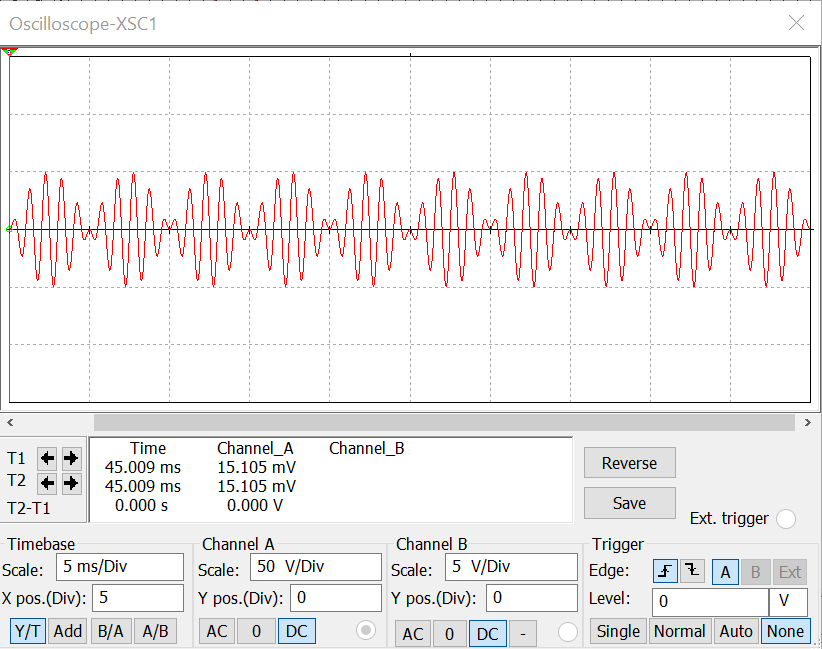 Oscilloscope-XSC1
Time Channel_A Channel_B
T1 45.009 ms 15.105 mV
T2 45.009 ms 15.105 mV
T2-T1 0.000 s 0.000 V
Reverse
Save
Ext. trigger
Timebase
Scale: 5 ms/Div
X pos.(Div): 5
Y/T Add B/A A/B
Channel A
Scale: 50 V/Div
Y pos.(Div): 0
AC 0 DC
Channel B
Scale: 5 V/Div
Y pos.(Div): 0
AC 0 DC -
Trigger
Edge: A B Ext
Level: 0 V
Single Normal Auto None